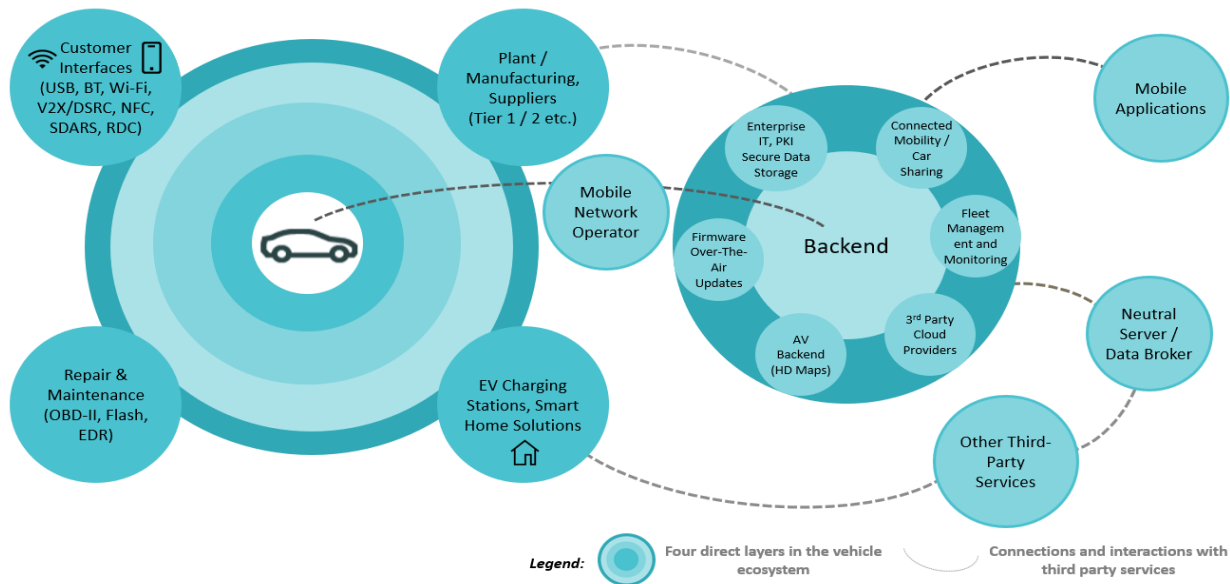 Customer
Interfaces
(USB, BT, Wi-Fi,
V2X/DSRC, NFC,
SDARS, RDC)
Plant /
Manufacturing,
Suppliers
(Tier 1 / 2 etc.)
Repair &
Maintenance
(OBD-II, Flash,
EDR)
EV Charging
Stations, Smart
Home Solutions
Mobile
Network
Operator
Backend
Enterprise
IT, PKI
Secure Data
Storage
Connected
Mobility /
Car
Sharing
Firmware
Over-The-
Air
Updates
Fleet
Managem
ent and
Monitoring
AV
Backend
(HD Maps)
3rd Party
Cloud
Providers
Mobile
Applications
Neutral
Server /
Data Broker
Other Third-
Party
Services
Legend:
Four direct layers in the vehicle
ecosystem
Connections and interactions with
third party services